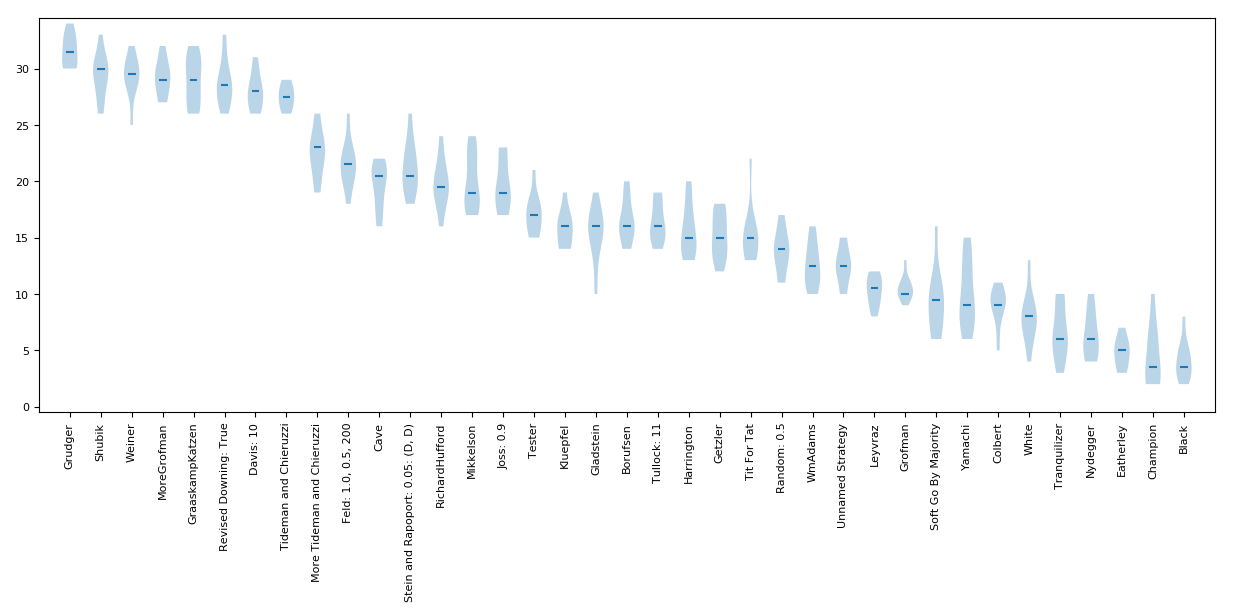 30
25
20
15
10
5
0
Grudger
Shubik
Weiner
MoreGrofman
GraaskampKatzen
Revised Downing: True
Davis: 10
Tideman and Chieruzzi
More Tideman and Chieruzzi
Feld: 1.0, 0.5, 200
Cave
Stein and Rapoport: 0.05: (D, D)
RichardHufford
Mikkelson
Joss: 0.9
Tester
Kluepfel
Gladstein
Borufsen
Tullock: 11
Harrington
Getzler
Tit For Tat
Random: 0.5
WmAdams
Unnamed Strategy
Leyvraz
Grofman
Soft Go By Majority
Yamachi
Colbert
White
Tranquilizer
Nydegger
Eatherley
Champion
Black